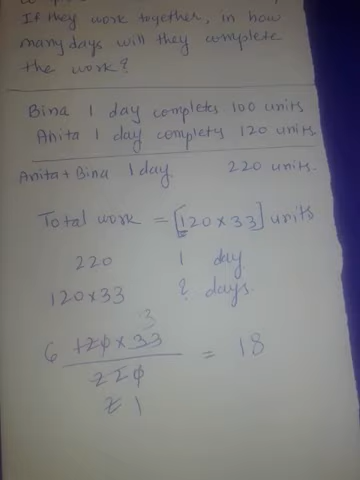 If they work together, in how
many days will they complete
the work?
Bina 1 day completes 100 units
Anita 1 day complety 120 units
Anita + Bina 1 day 220 units.
Total work = [120 x 33] units
220 1 day
120 x 33 ? days.
3
6 120 x 33 = 18
220
2 1